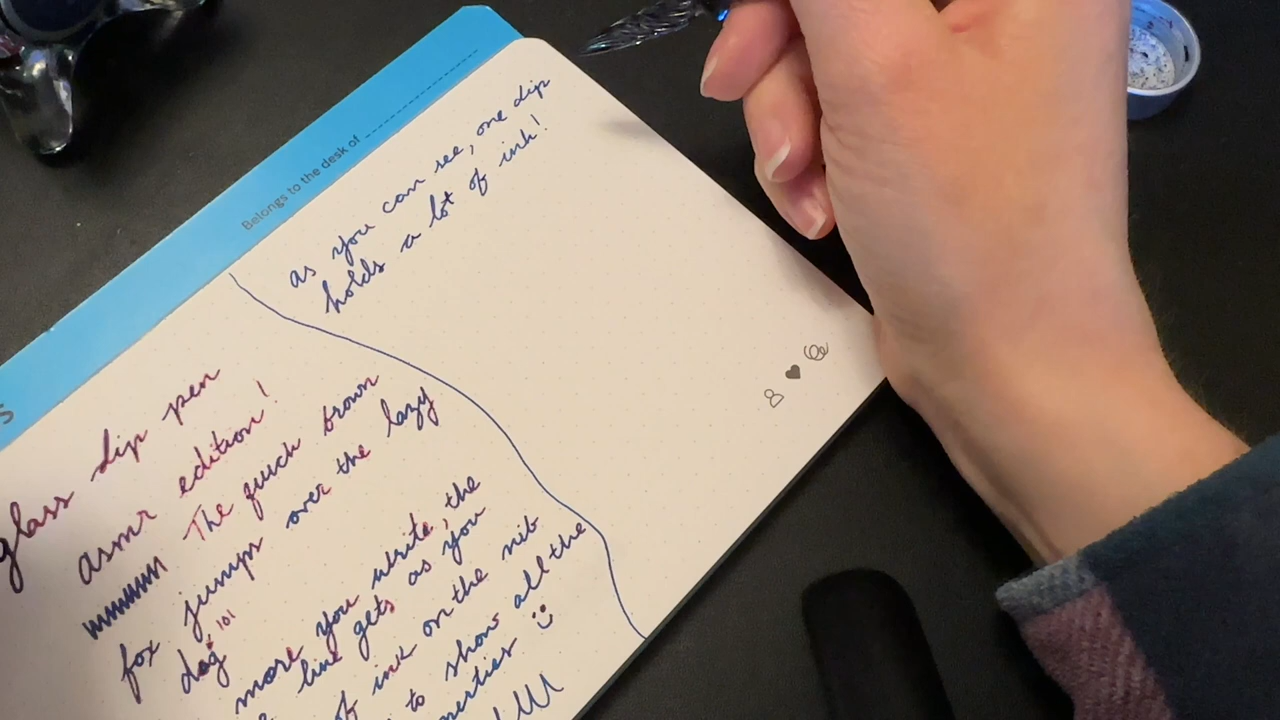 Belongs to the desk of
as you can see, one dip
holds a lot of ink!
glass dip pen
asmr edition!
The quick brown
fox jumps over the lazy
dog lol
more you write, the
line gets as you
of ink on the nib
to show all the